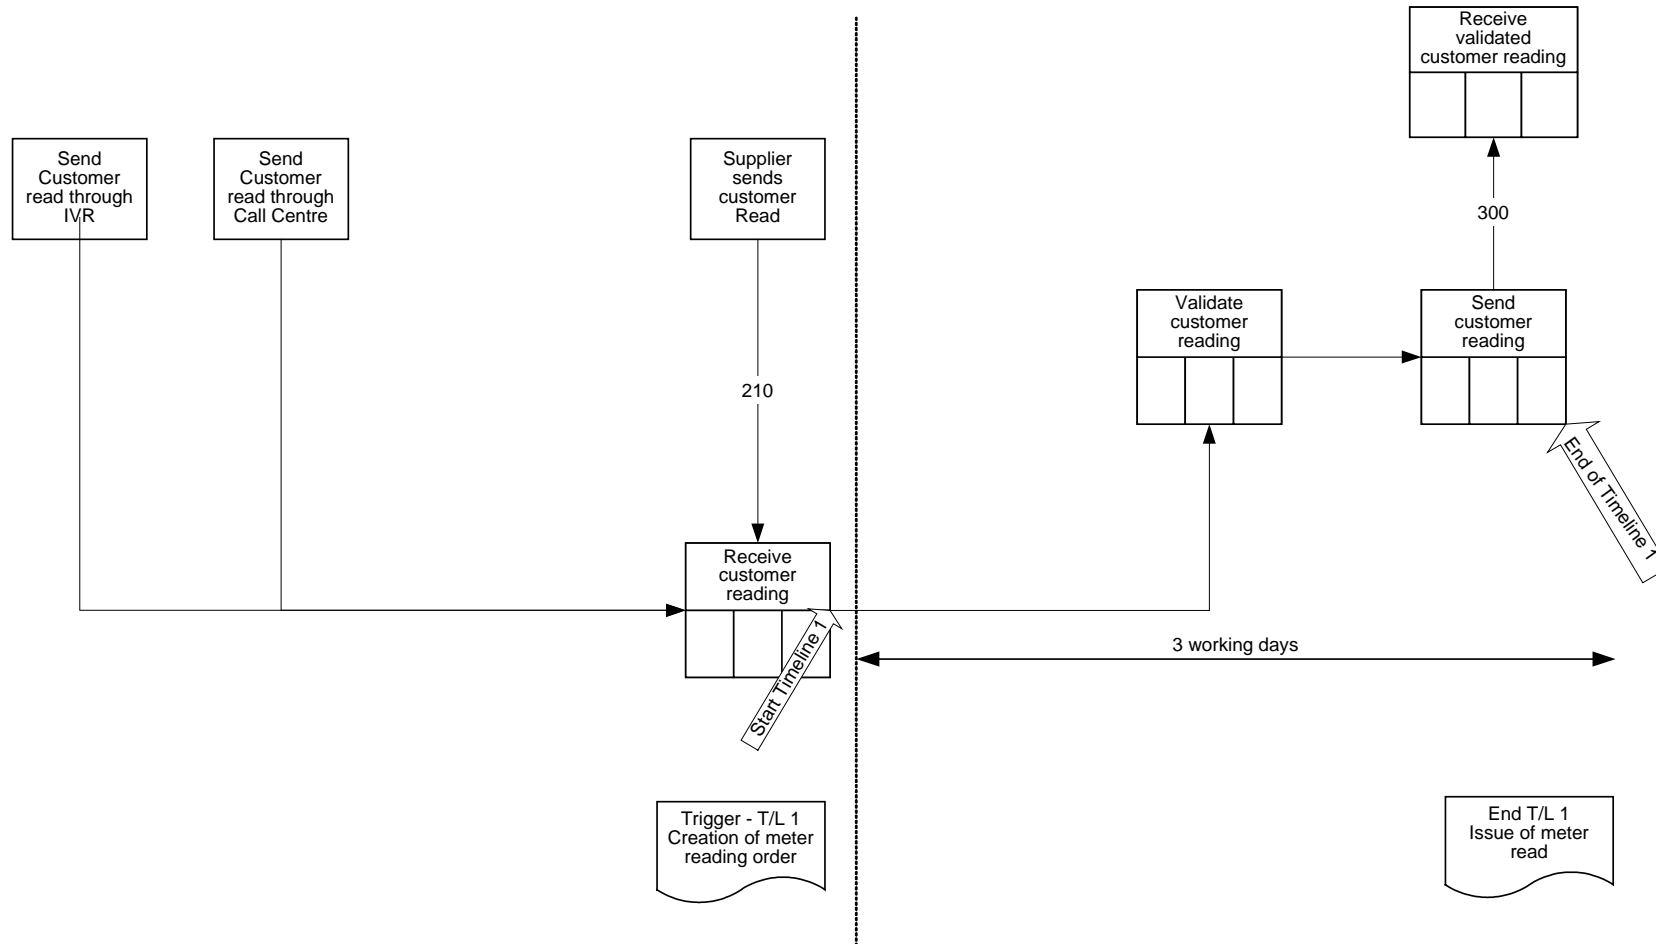 Receive
validated
customer reading
Send
Customer
read through
IVR
Send
Customer
read through
Call Centre
Supplier
sends
customer
Read
300
Validate
customer
reading
Send
customer
reading
210
End of Timeline 1
Receive
customer
reading
Start Timeline 1
3 working days
Trigger - T/L 1
Creation of meter
reading order
End T/L 1
Issue of meter
read